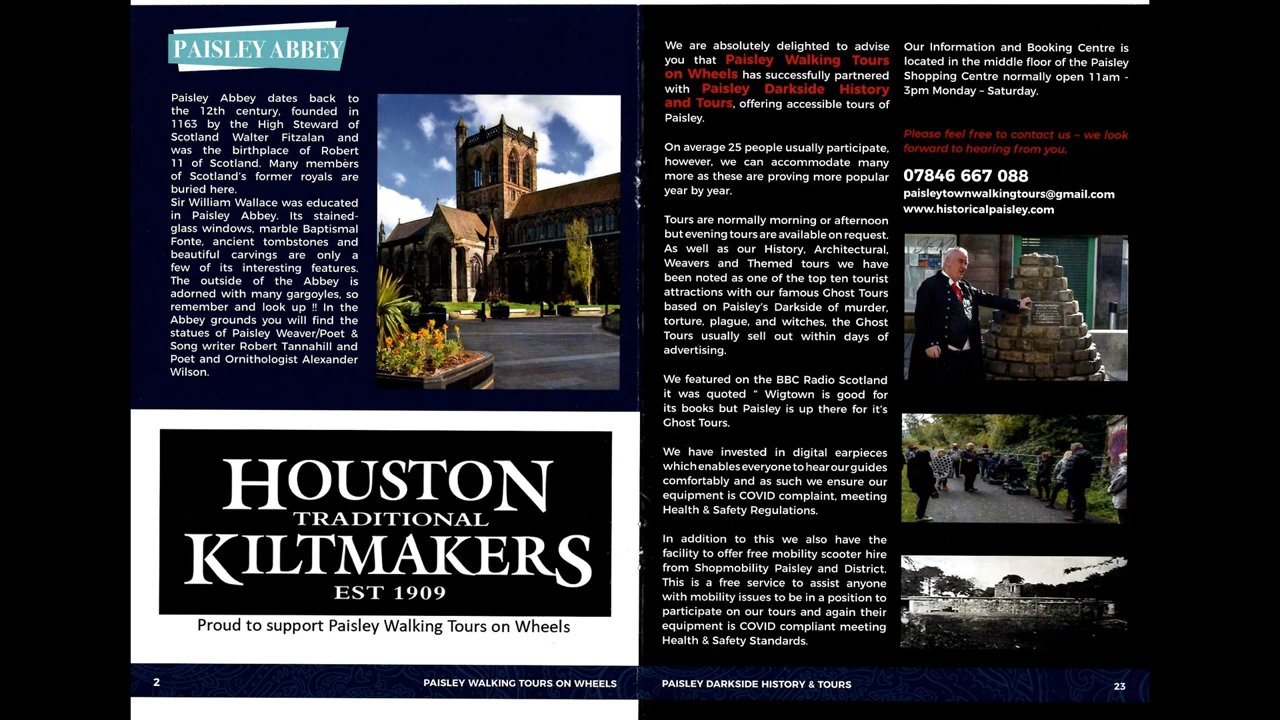 PAISLEY ABBEY
Paisley Abbey dates back to
the 12th century, founded in
1163 by the High Steward of
Scotland Walter Fitzalan and
was the birthplace of Robert
11 of Scotland. Many members
of Scotland's former royals are
buried here.
Sir William Wallace was educated
in Paisley Abbey. Its stained-
glass windows, marble Baptismal
Fonte, ancient tombstones and
beautiful carvings are only a
few of its interesting features.
The outside of the Abbey is
adorned with many gargoyles, so
remember and look up !! In the
Abbey grounds you will find the
statues of Paisley Weaver/Poet &
Song writer Robert Tannahill and
Poet and Ornithologist Alexander
Wilson.
HOUSTON
TRADITIONAL
KILTMAKERS
EST 1909
Proud to support Paisley Walking Tours on Wheels
2
PAISLEY WALKING TOURS ON WHEELS
We are absolutely delighted to advise
you that Paisley Walking Tours
on Wheels has successfully partnered
with Paisley Darkside History
and Tours, offering accessible tours of
Paisley.
On average 25 people usually participate,
however, we can accommodate many
more as these are proving more popular
year by year.
Tours are normally morning or afternoon
but evening tours are available on request.
As well as our History, Architectural,
Weavers and Themed tours we have
been noted as one of the top ten tourist
attractions with our famous Ghost Tours
based on Paisley's Darkside of murder,
torture, plague, and witches, the Ghost
Tours usually sell out within days of
advertising.
We featured on the BBC Radio Scotland
it was quoted " Wigtown is good for
its books but Paisley is up there for it's
Ghost Tours.
We have invested in digital earpieces
which enables everyone to hear our guides
comfortably and as such we ensure our
equipment is COVID complaint, meeting
Health & Safety Regulations.
In addition to this we also have the
facility to offer free mobility scooter hire
from Shopmobility Paisley and District.
This is a free service to assist anyone
with mobility issues to be in a position to
participate on our tours and again their
equipment is COVID compliant meeting
Health & Safety Standards.
Our Information and Booking Centre is
located in the middle floor of the Paisley
Shopping Centre normally open 11am -
3pm Monday – Saturday.
Please feel free to contact us – we look
forward to hearing from you.
07846 667 088
paisleytownwalkingtours@gmail.com
www.historicalpaisley.com
PAISLEY DARKSIDE HISTORY & TOURS
23